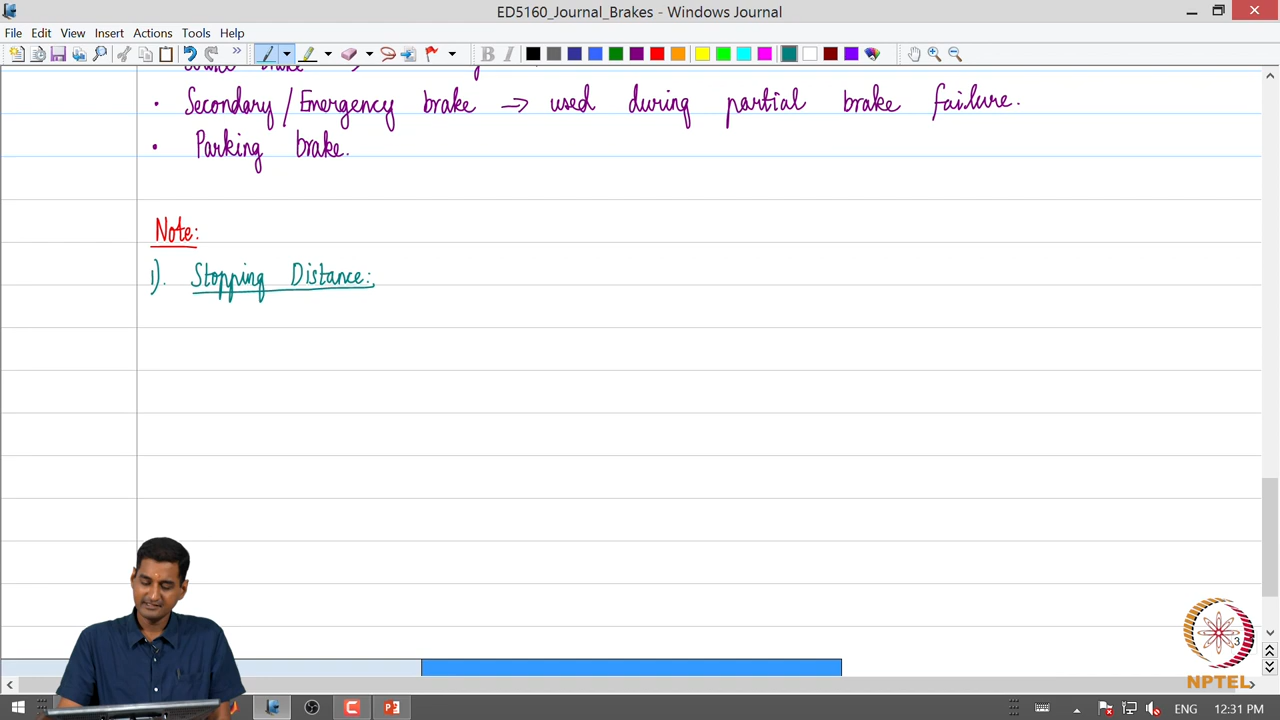 ED5160_Journal_Brakes - Windows Journal
File Edit View Insert Actions Tools Help
B I
• Secondary/Emergency brake → used during partial brake failure.
• Parking brake.
Note:
1). Stopping Distance:
3
NPTEL
ENG 12:31 PM